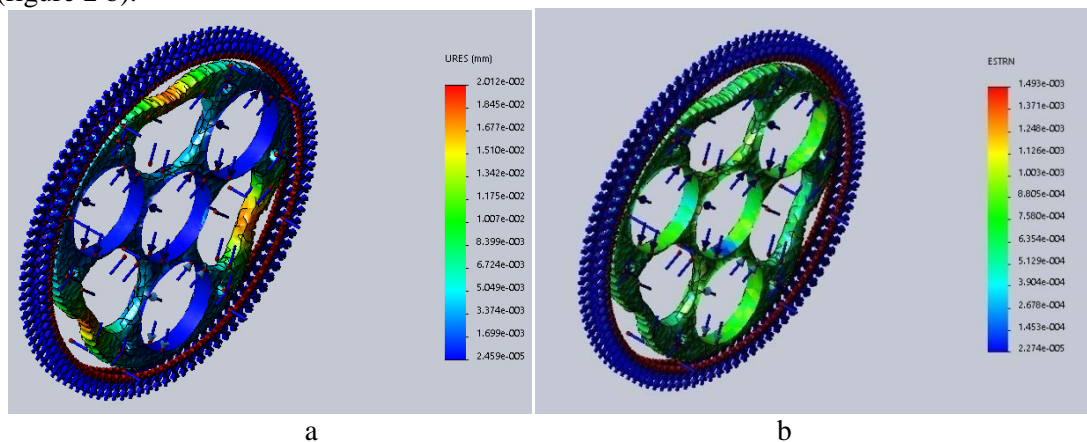 (figure 2 b).
URES (mm)
2.012e-002
1.845e-002
1.677e-002
1.510e-002
1.342e-002
1.175e-002
1.007e-002
8.399e-003
6.724e-003
5.049e-003
3.374e-003
1.699e-003
2.459e-005
ESTRN
1.493e-003
1.371e-003
1.248e-003
1.126e-003
1.003e-003
8.805e-004
7.580e-004
6.354e-004
5.129e-004
3.904e-004
2.678e-004
1.453e-004
2.274e-005
a
b